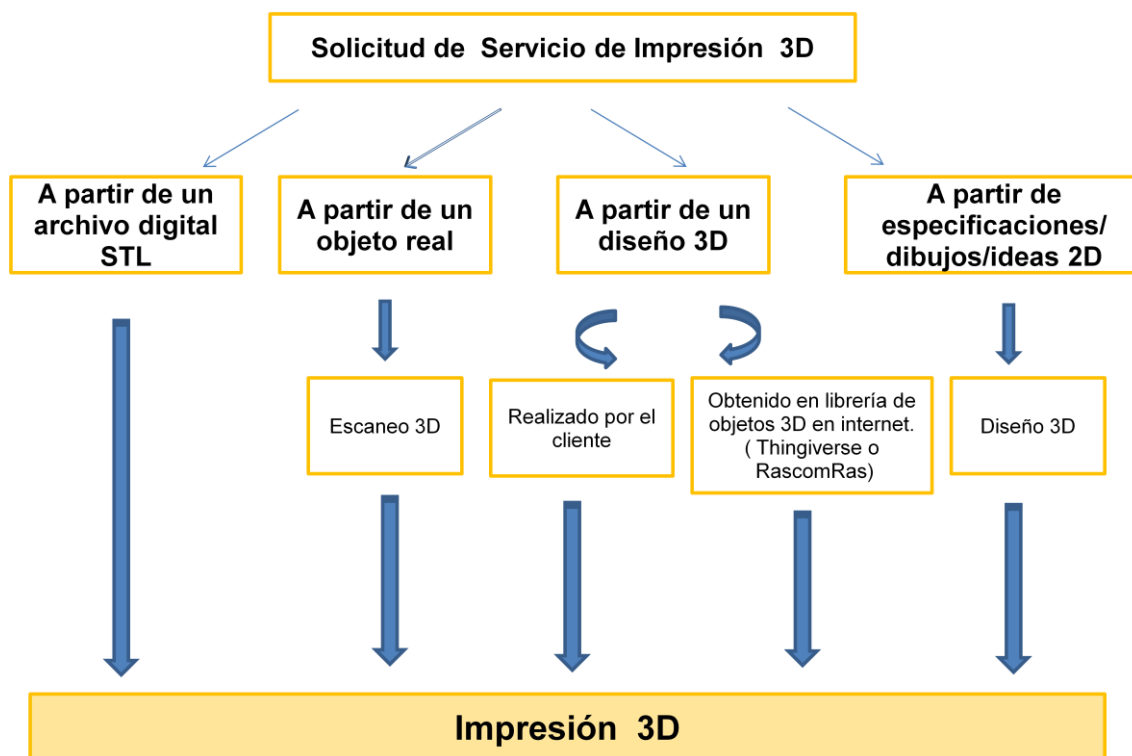 Solicitud de Servicio de Impresión 3D
A partir de un
archivo digital
STL
A partir de un
objeto real
A partir de un
diseño 3D
A partir de
especificaciones/
dibujos/ideas 2D
Escaneo 3D
Realizado por el
cliente
Obtenido en librería de
objetos 3D en internet.
( Thingiverse o
RascomRas)
Diseño 3D
Impresión 3D